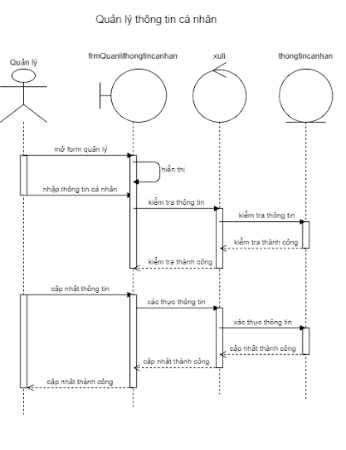 Quản lý thông tin cá nhân
Quản lý
frmQuanlithongtincanhan
xuli
thongtincanhan
mở form quản lý
hiển thị
nhập thông tin cá nhân
kiểm tra thông tin
kiểm tra thông tin
kiểm tra thành công
kiểm tra thành công
cập nhật thông tin
xác thực thông tin
xác thực thông tin
cập nhật thành công
cập nhật thành công
cập nhật thành công